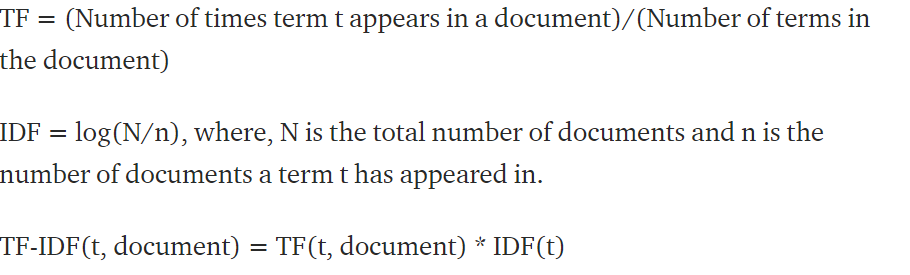 TF = (Number of times term t appears in a document)/(Number of terms in
the document)
IDF = log(N/n), where, N is the total number of documents and n is the
number of documents a term t has appeared in.
TF-IDF(t, document) = TF(t, document) * IDF(t)